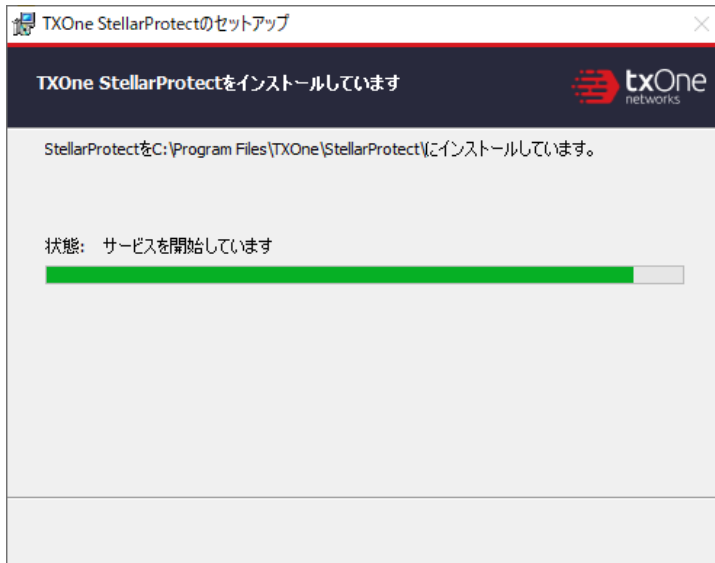 TXOne StellarProtectのセットアップ
TXOne StellarProtectをインストールしています
txOne
networks
StellarProtectをC:\Program Files\TXOne\StellarProtect\にインストールしています。
状態: サービスを開始しています